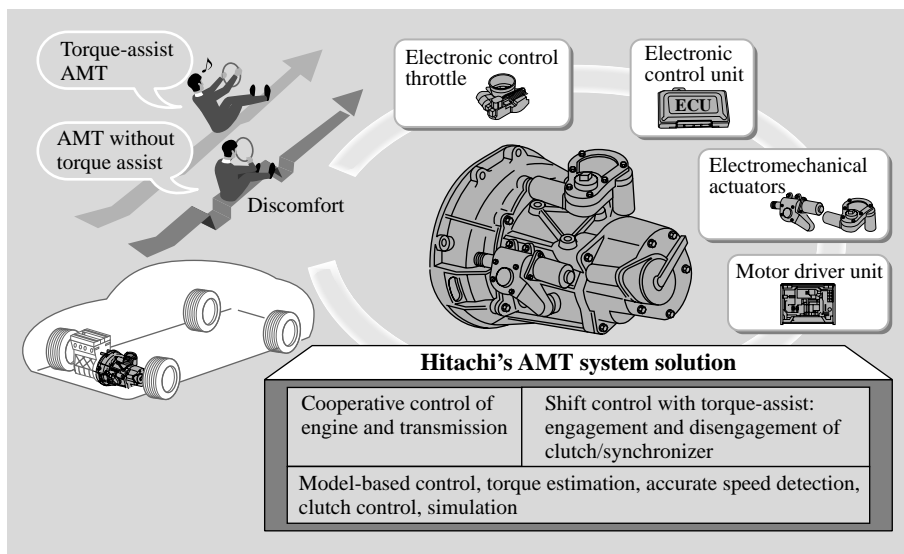 Torque-assist
AMT
AMT without
torque assist
Discomfort
Electronic control
throttle
Electronic
control unit
ECU
Electromechanical
actuators
Motor driver unit
Hitachi's AMT system solution
Cooperative control of
engine and transmission
Shift control with torque-assist:
engagement and disengagement of
clutch/synchronizer
Model-based control, torque estimation, accurate speed detection,
clutch control, simulation